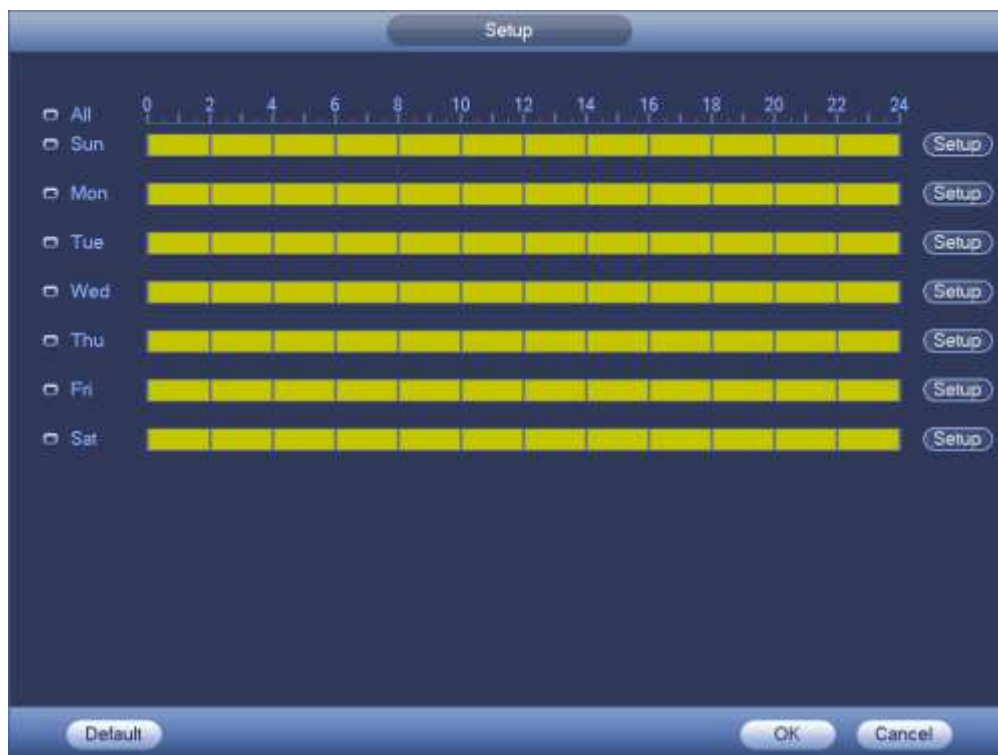 Setup
All 0 2 4 6 8 10 12 14 16 18 20 22 24
Sun Setup
Mon Setup
Tue Setup
Wed Setup
Thu Setup
Fri Setup
Sat Setup
Default OK Cancel